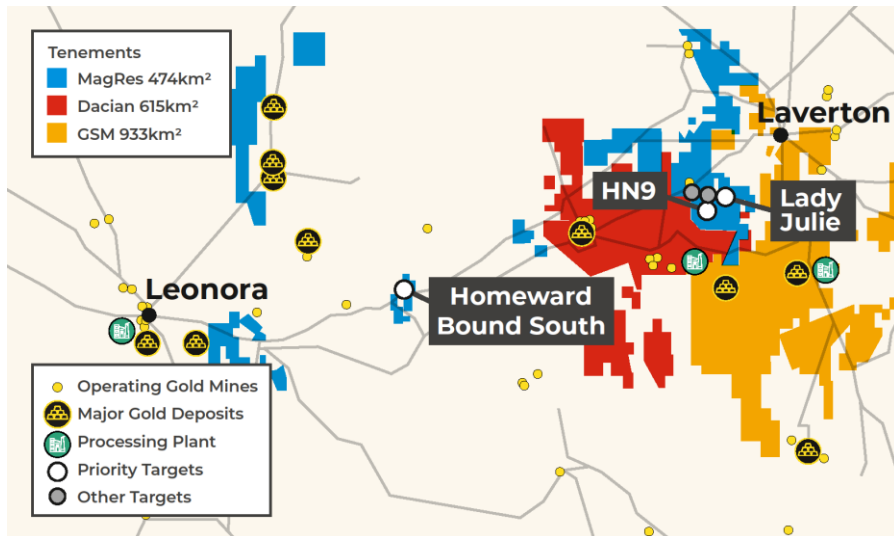 Tenements
MagRes 474km²
Dacian 615km²
GSM 933km²
Laverton
HN9
Lady
Julie
Leonora
Homeward
Bound South
Operating Gold Mines
Major Gold Deposits
Processing Plant
Priority Targets
Other Targets